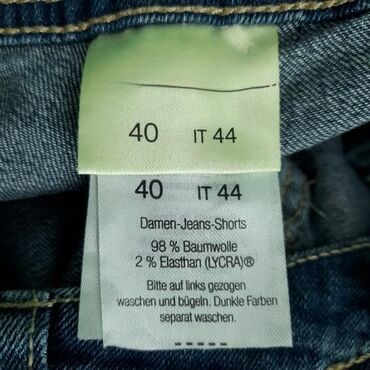 40 IT 44
40 IT 44
Damen-Jeans-Shorts
98 % Baumwolle
2 % Elasthan (LYCRA)®
Bitte auf links gezogen
waschen und bügeln. Dunkle Farben
separat waschen.